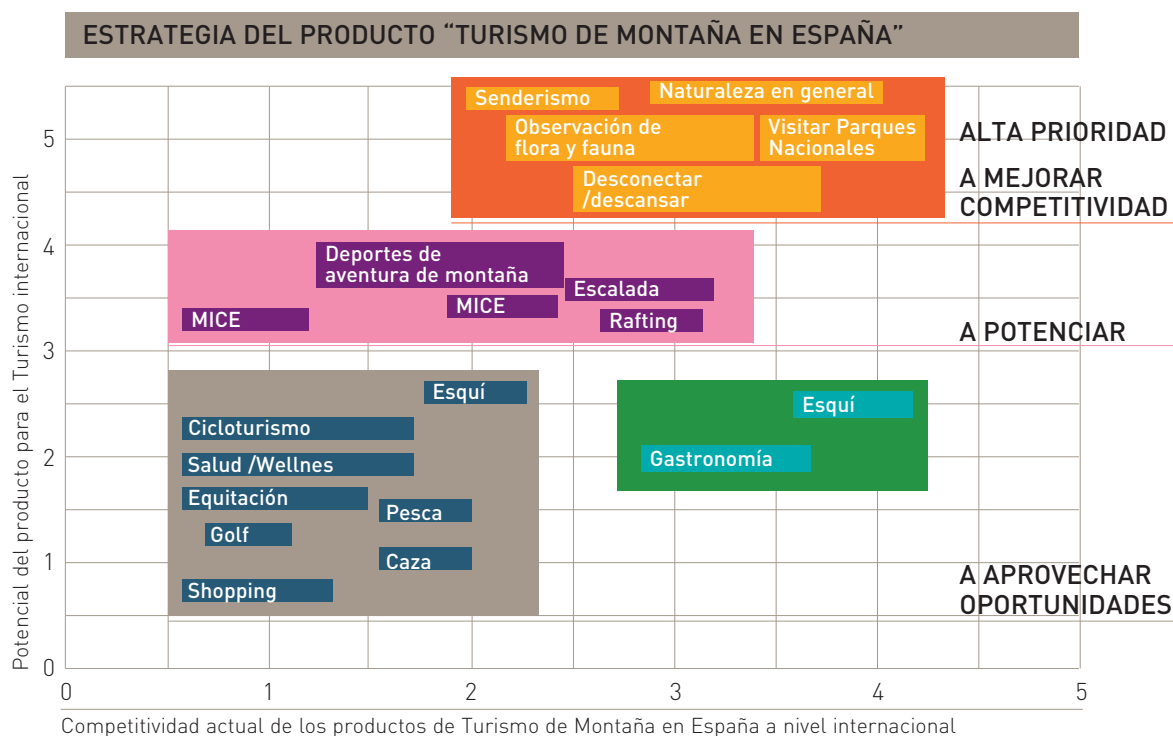 ESTRATEGIA DEL PRODUCTO “TURISMO DE MONTAÑA EN ESPAÑA”
Potencial del producto para el Turismo internacional
5
4
3
2
1
0
Senderismo
Naturaleza en general
Observación de
flora y fauna
Visitar Parques
Nacionales
Desconectar
/descansar
ALTA PRIORIDAD
A MEJORAR
COMPETITIVIDAD
Deportes de
aventura de montaña
Escalada
MICE
MICE
Rafting
A POTENCIAR
Esquí
Cicloturismo
Salud /Wellnes
Equitación
Pesca
Golf
Caza
Shopping
Esquí
Gastronomía
A APROVECHAR
OPORTUNIDADES
0
1
2
3
4
5
Competitividad actual de los productos de Turismo de Montaña en España a nivel internacional